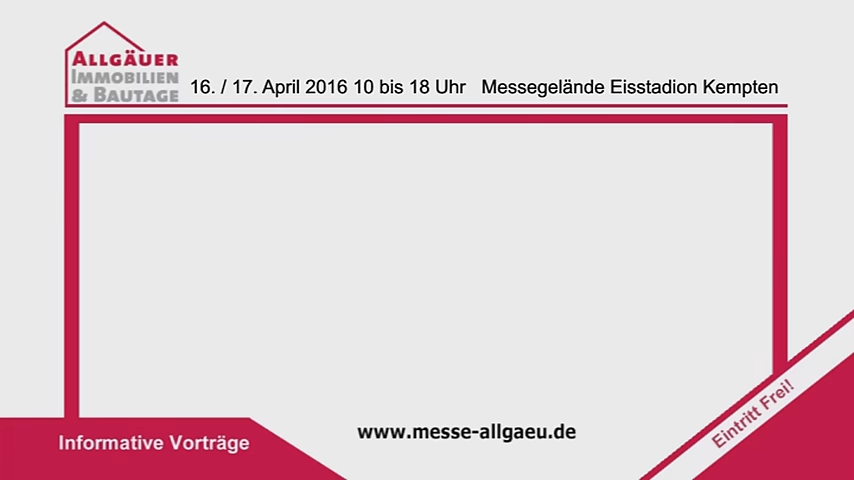 ALLGÄUER
IMMOBILIEN
& BAUTAGE
16. / 17. April 2016 10 bis 18 Uhr Messegelände Eisstadion Kempten
Eintritt Frei!
Informative Vorträge
www.messe-allgaeu.de